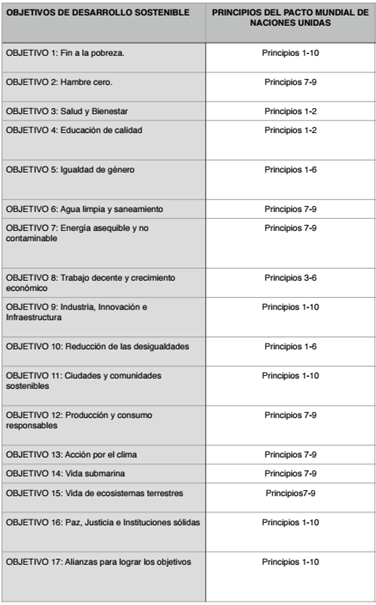 OBJETIVOS DE DESARROLLO SOSTENIBLE
PRINCIPIOS DEL PACTO MUNDIAL DE
NACIONES UNIDAS
OBJETIVO 1: Fin a la pobreza.
Principios 1-10
OBJETIVO 2: Hambre cero.
Principios 7-9
OBJETIVO 3: Salud y Bienestar
Principios 1-2
OBJETIVO 4: Educación de calidad
Principios 1-2
OBJETIVO 5: Igualdad de género
Principios 1-6
OBJETIVO 6: Agua limpia y saneamiento
Principios 7-9
OBJETIVO 7: Energía asequible y no
contaminable
Principios 7-9
OBJETIVO 8: Trabajo decente y crecimiento
económico
Principios 3-6
OBJETIVO 9: Industria, Innovación e
Infraestructura
Principios 1-10
OBJETIVO 10: Reducción de las desigualdades
Principios 1-6
OBJETIVO 11: Ciudades y comunidades
sostenibles
Principios 1-10
OBJETIVO 12: Producción y consumo
responsables
Principios 7-9
OBJETIVO 13: Acción por el clima
Principios 7-9
OBJETIVO 14: Vida submarina
Principios 7-9
OBJETIVO 15: Vida de ecosistemas terrestres
Principios7-9
OBJETIVO 16: Paz, Justicia e Instituciones sólidas
Principios 1-10
OBJETIVO 17: Alianzas para lograr los objetivos
Principios 1-10